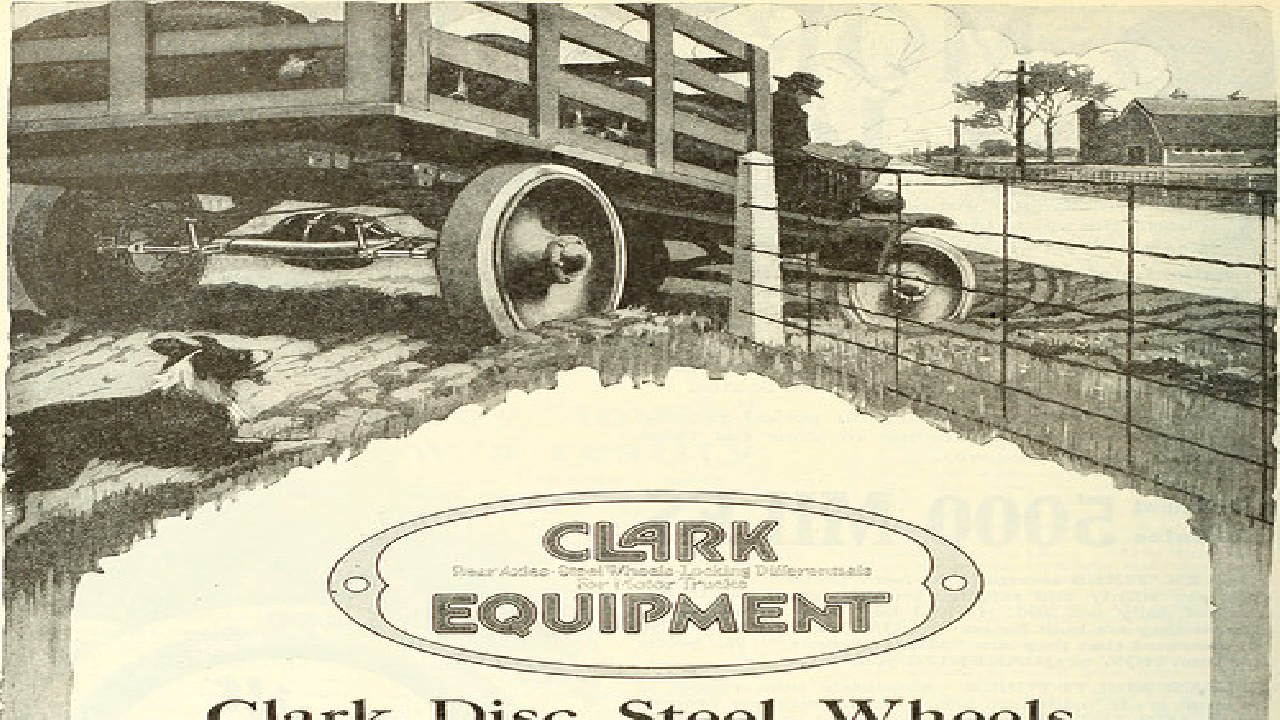 CLARK
Rear Axles - Steel Wheels - Locking Differentials
for Motor Trucks
EQUIPMENT
Clark Disc Steel Wheels